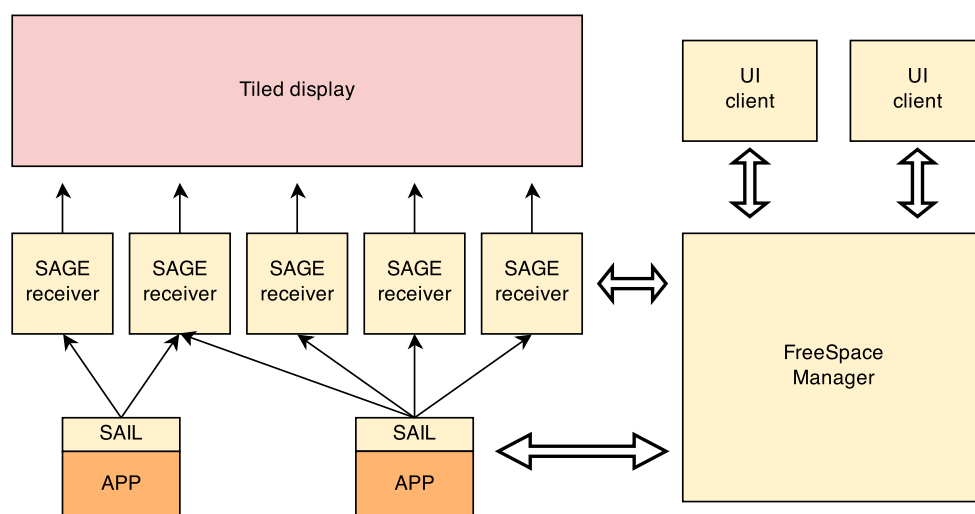 Tiled display
UI
client
UI
client
SAGE
receiver
SAGE
receiver
SAGE
receiver
SAGE
receiver
SAGE
receiver
FreeSpace
Manager
SAIL
APP
SAIL
APP